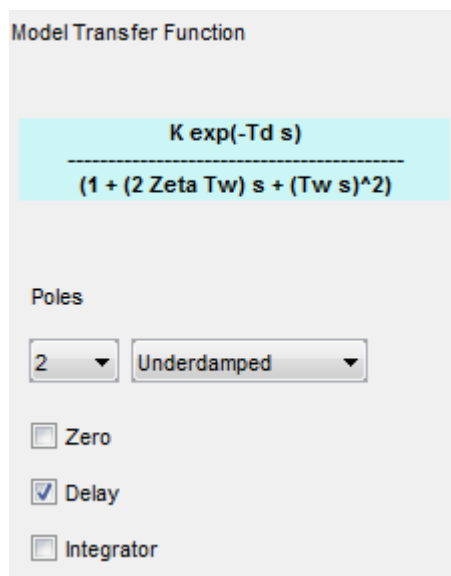 Model Transfer Function
K exp(-Td s)
------------------------------------------
(1 + (2 Zeta Tw) s + (Tw s)^2)
Poles
2 Underdamped
Zero
Delay
Integrator